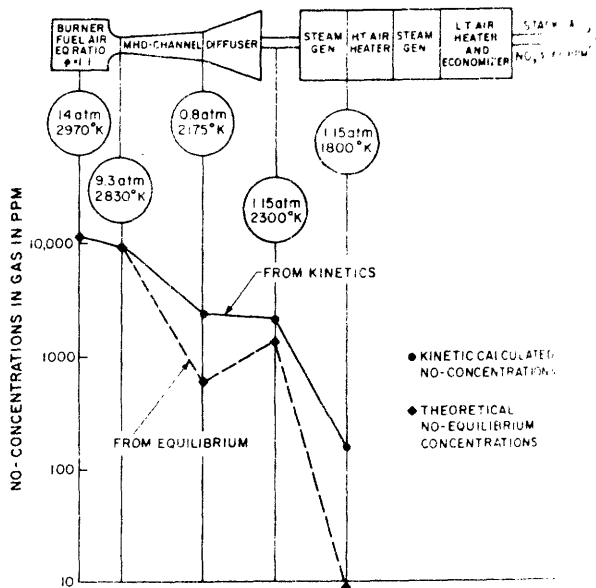 BURNER
FUEL AIR
EQ RATIO
MHD-CHANNEL
DIFFUSER
STEAM
GEN
HT AIR
HEATER
STEAM
GEN
LT AIR
HEATER
AND
ECONOMIZER
STACK
14 atm
2970°K
9.3 atm
2830°K
0.8 atm
2175°K
1.15 atm
2300°K
1.15 atm
1800°K
NO-CONCENTRATIONS IN GAS IN PPM
10,000
1000
100
10
FROM KINETICS
FROM EQUILIBRIUM
KINETIC CALCULATED
NO-CONCENTRATIONS
THEORETICAL
NO-EQUILIBRIUM
CONCENTRATIONS